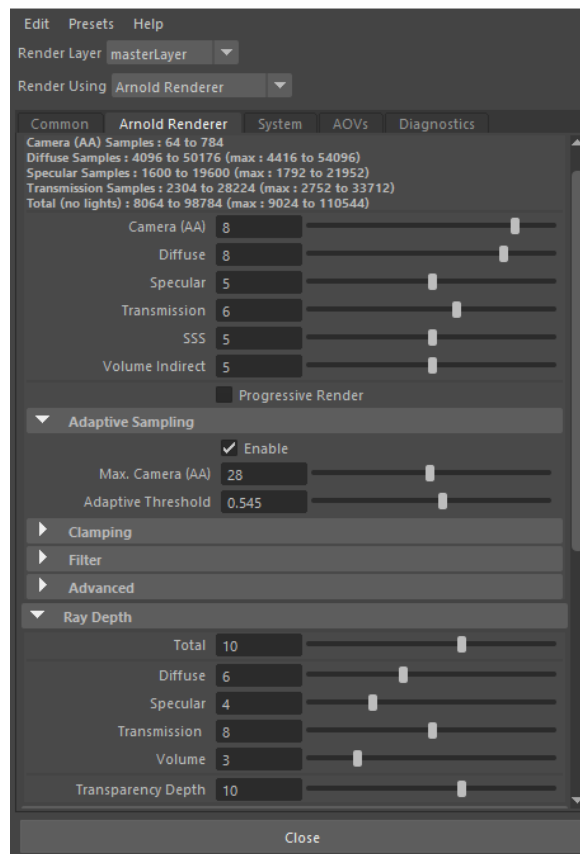 Edit Presets Help
Render Layer masterLayer
Render Using Arnold Renderer
Common Arnold Renderer System AOVs Diagnostics
Camera (AA) Samples : 64 to 784
Diffuse Samples : 4096 to 50176 (max : 4416 to 54096)
Specular Samples : 1600 to 19600 (max : 1792 to 21952)
Transmission Samples : 2304 to 28224 (max : 2752 to 33712)
Total (no lights) : 8064 to 98784 (max : 9024 to 110544)
Camera (AA) 8
Diffuse 8
Specular 5
Transmission 6
SSS 5
Volume Indirect 5
Progressive Render
Adaptive Sampling
Enable
Max. Camera (AA) 28
Adaptive Threshold 0.545
Clamping
Filter
Advanced
Ray Depth
Total 10
Diffuse 6
Specular 4
Transmission 8
Volume 3
Transparency Depth 10
Close